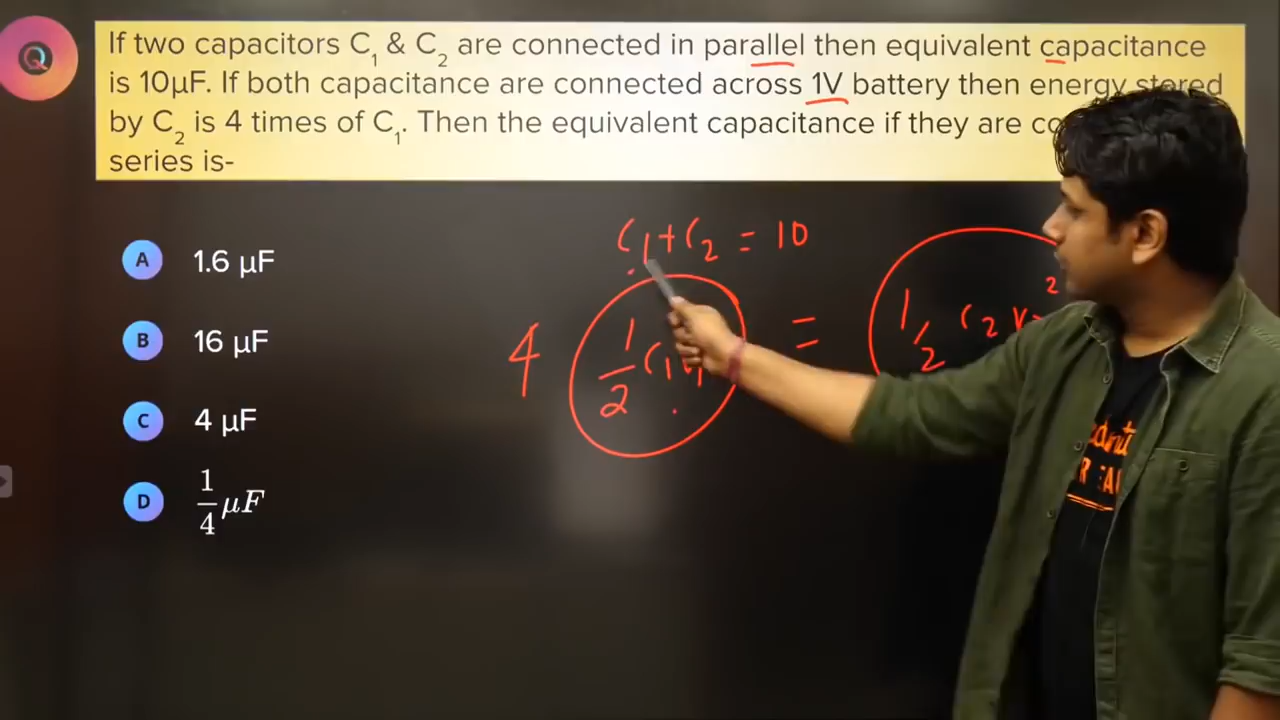 Q
If two capacitors C₁ & C₂ are connected in parallel then equivalent capacitance
is 10μF. If both capacitance are connected across 1V battery then energy stored
by C₂ is 4 times of C₁. Then the equivalent capacitance if they are
series is-
C₁+C₂ = 10
A 1.6 μF
B 16 μF
C 4 μF
D 1/4 μF
4 1/2 C₁ = 1/2 C₂